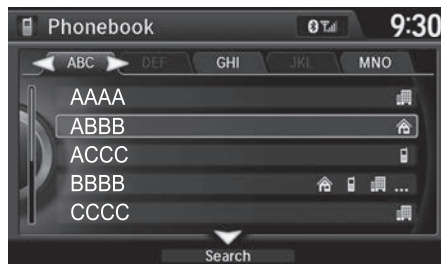 Phonebook 9:30
ABC DEF GHI JKL MNO
AAAA
ABBB
ACCC
BBBB ...
CCCC
Search